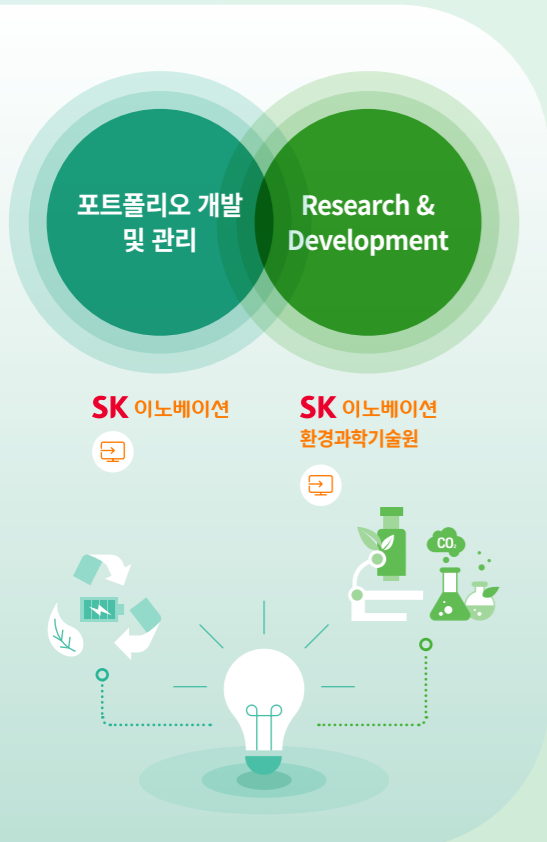 포트폴리오 개발
및 관리
Research &
Development
SK 이노베이션
SK 이노베이션
환경과학기술원
CO₂